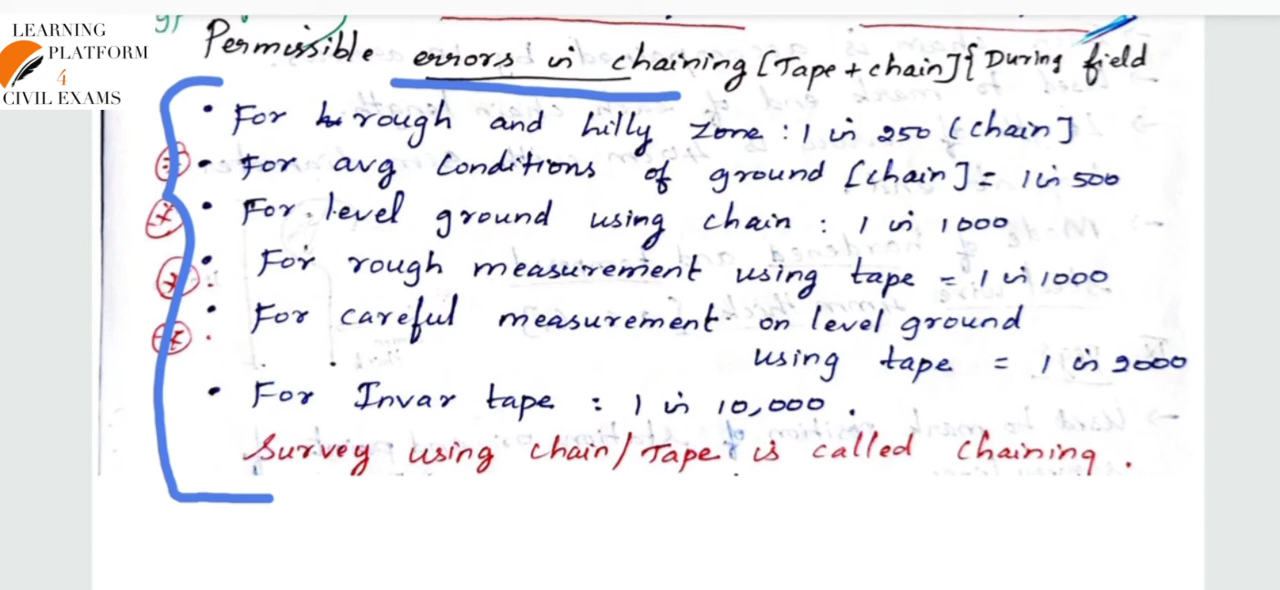 LEARNING
PLATFORM
4
CIVIL EXAMS
9)
Permissible errors in chaining [Tape + chain] { During field
• For rough and hilly zone : 1 in 250 [chain]
• For avg conditions of ground [chain] = 1 in 500
• For level ground using chain : 1 in 1000
• For rough measurement using tape = 1 in 1000
• For careful measurement on level ground
using tape = 1 in 2000
• For Invar tape : 1 in 10,000 .
Survey using chain/Tape is called Chaining .